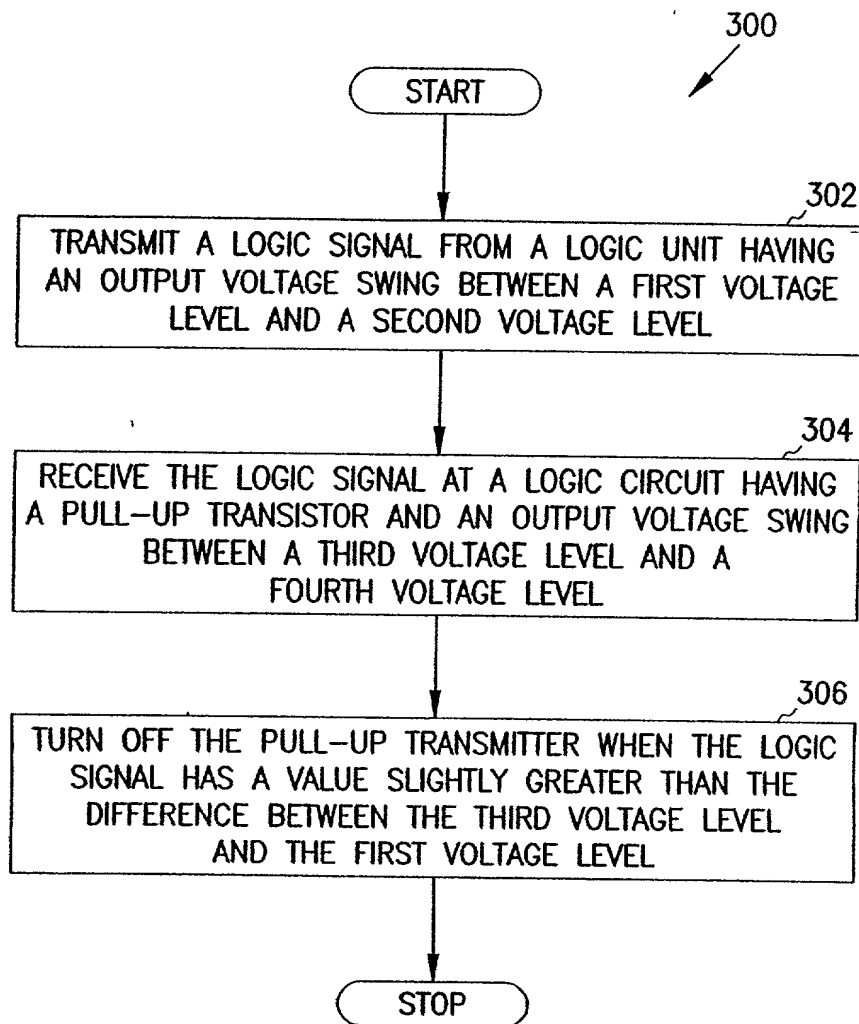 300
START
302
TRANSMIT A LOGIC SIGNAL FROM A LOGIC UNIT HAVING
AN OUTPUT VOLTAGE SWING BETWEEN A FIRST VOLTAGE
LEVEL AND A SECOND VOLTAGE LEVEL
304
RECEIVE THE LOGIC SIGNAL AT A LOGIC CIRCUIT HAVING
A PULL-UP TRANSISTOR AND AN OUTPUT VOLTAGE SWING
BETWEEN A THIRD VOLTAGE LEVEL AND A
FOURTH VOLTAGE LEVEL
306
TURN OFF THE PULL-UP TRANSMITTER WHEN THE LOGIC
SIGNAL HAS A VALUE SLIGHTLY GREATER THAN THE
DIFFERENCE BETWEEN THE THIRD VOLTAGE LEVEL
AND THE FIRST VOLTAGE LEVEL
STOP